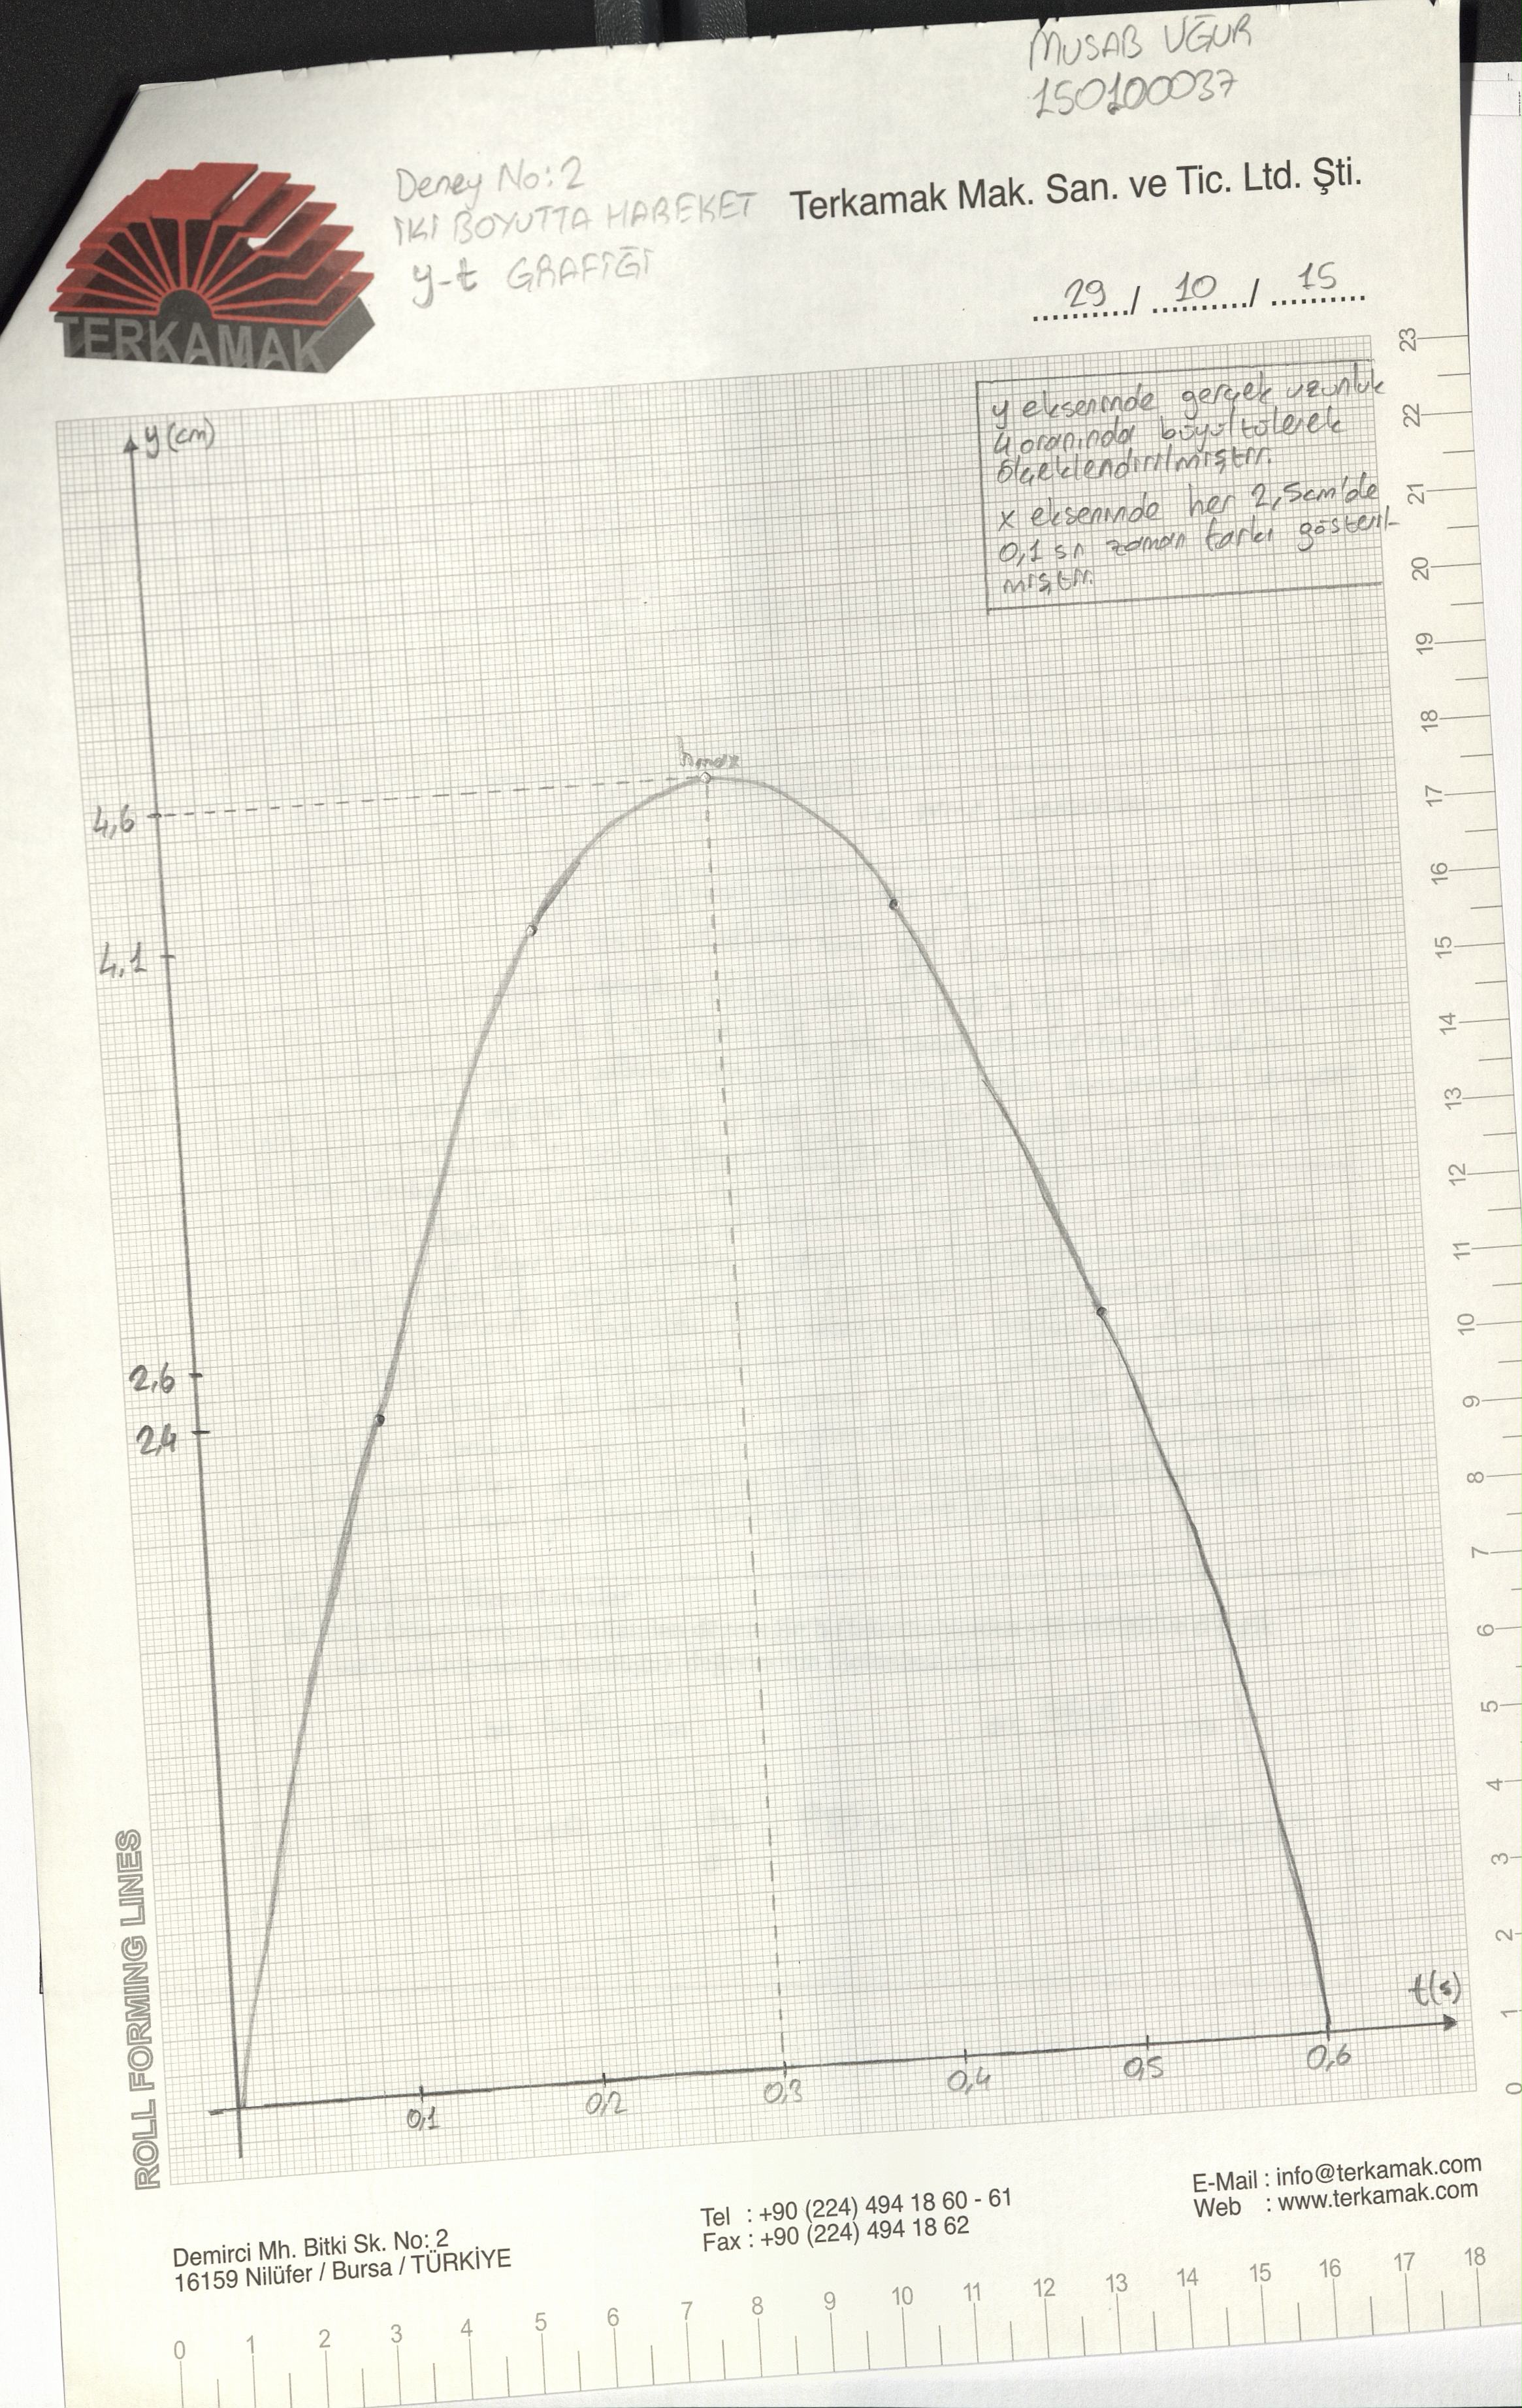 MUSAB UĞUR
150100037
Deney No: 2
İKİ BOYUTTA HAREKET
y-t GRAFİĞİ
Terkamak Mak. San. ve Tic. Ltd. Şti.
TERKAMAK
29 / 10 / 15
y ekseninde gerçek uzunluk
4 oranında büyültülerek
ölçeklendirilmiştir.
x ekseninde her 2,5cm'de
0,1 sn zaman farkı gösteril-
miştir.
y (cm)
hmax
4,6
4,1
2,6
2,4
t(s)
0,1 0,2 0,3 0,4 0,5 0,6
23
22
21
20
19
18
17
16
15
14
13
12
11
10
9
8
7
6
5
4
3
2
1
0
ROLL FORMING LINES
Demirci Mh. Bitki Sk. No: 2
16159 Nilüfer / Bursa / TÜRKİYE
Tel : +90 (224) 494 18 60 - 61
Fax : +90 (224) 494 18 62
E-Mail : info@terkamak.com
Web : www.terkamak.com
0 1 2 3 4 5 6 7 8 9 10 11 12 13 14 15 16 17 18